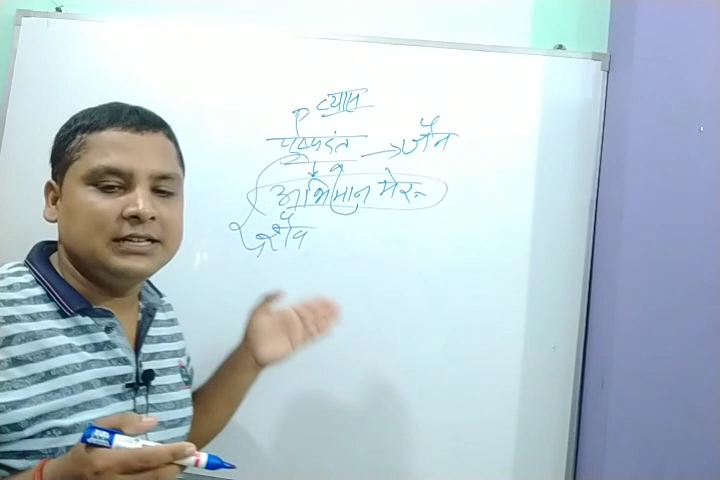 व्यास
पुष्पदंत → जैन
अभिमान मेरु
शैव